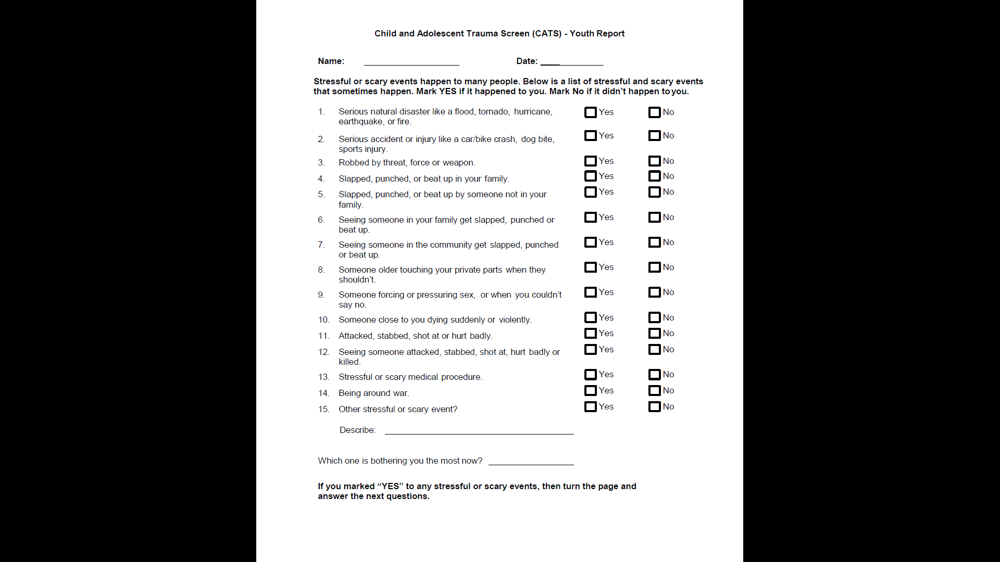 Child and Adolescent Trauma Screen (CATS) - Youth Report
Name: ____________________ Date: _____________
Stressful or scary events happen to many people. Below is a list of stressful and scary events
that sometimes happen. Mark YES if it happened to you. Mark No if it didn’t happen to you.
1. Serious natural disaster like a flood, tornado, hurricane, Yes No
earthquake, or fire.
2. Serious accident or injury like a car/bike crash, dog bite, Yes No
sports injury.
3. Robbed by threat, force or weapon. Yes No
4. Slapped, punched, or beat up in your family. Yes No
5. Slapped, punched, or beat up by someone not in your Yes No
family.
6. Seeing someone in your family get slapped, punched or Yes No
beat up.
7. Seeing someone in the community get slapped, punched Yes No
or beat up.
8. Someone older touching your private parts when they Yes No
shouldn’t.
9. Someone forcing or pressuring sex, or when you couldn’t Yes No
say no.
10. Someone close to you dying suddenly or violently. Yes No
11. Attacked, stabbed, shot at or hurt badly. Yes No
12. Seeing someone attacked, stabbed, shot at, hurt badly or Yes No
killed.
13. Stressful or scary medical procedure. Yes No
14. Being around war. Yes No
15. Other stressful or scary event? Yes No
Describe: ________________________________________
Which one is bothering you the most now? __________________
If you marked “YES” to any stressful or scary events, then turn the page and
answer the next questions.